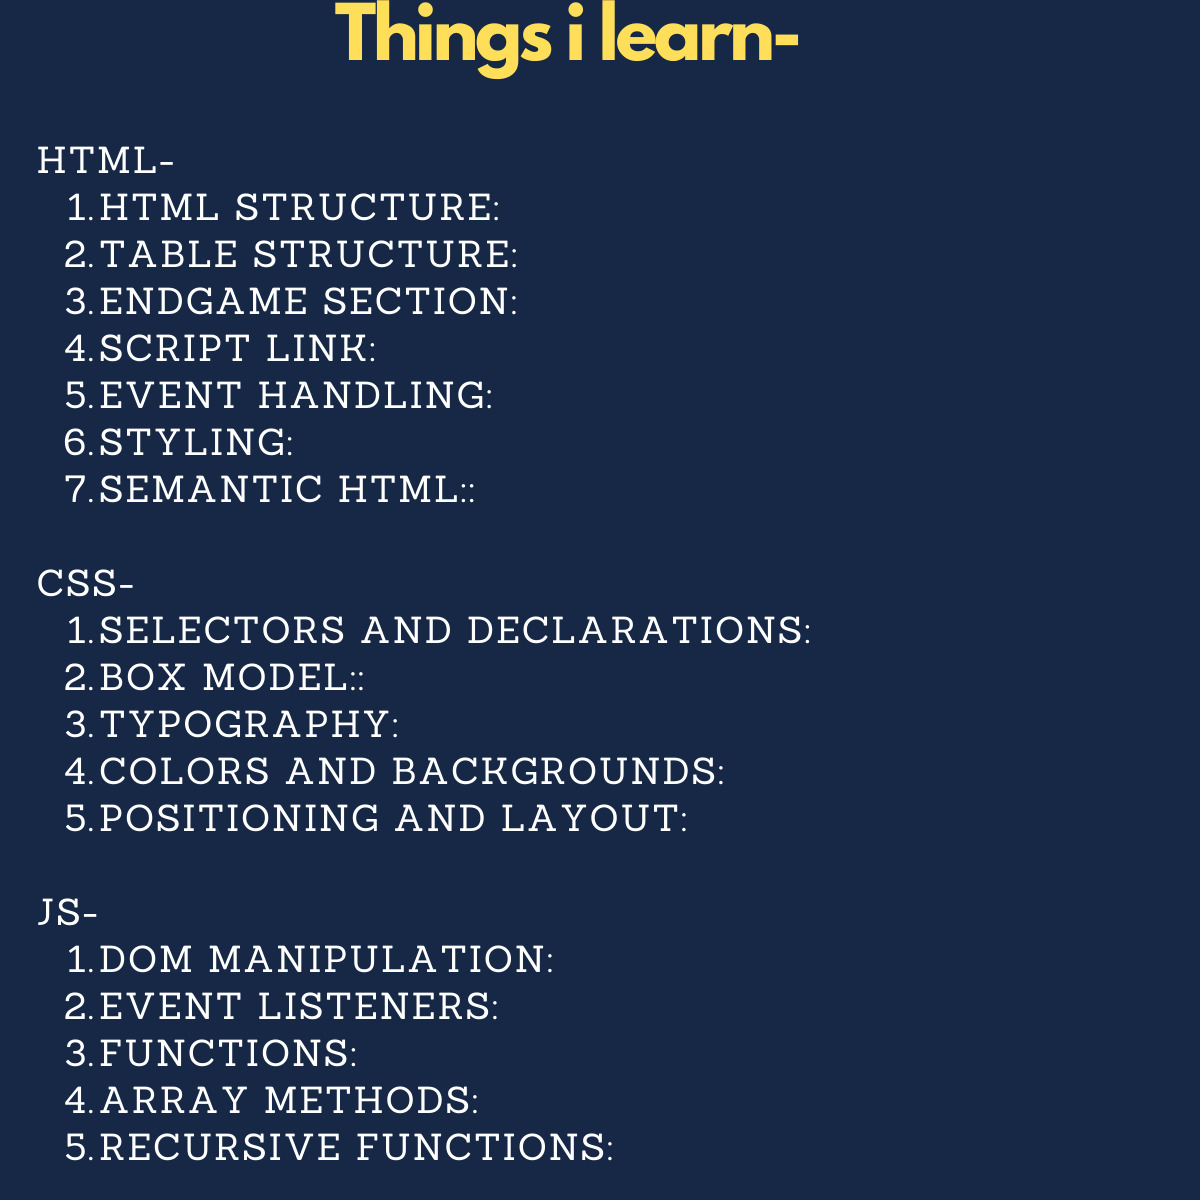 Things i learn-
HTML-
1. HTML STRUCTURE:
2. TABLE STRUCTURE:
3. ENDGAME SECTION:
4. SCRIPT LINK:
5. EVENT HANDLING:
6. STYLING:
7. SEMANTIC HTML::
CSS-
1. SELECTORS AND DECLARATIONS:
2. BOX MODEL::
3. TYPOGRAPHY:
4. COLORS AND BACKGROUNDS:
5. POSITIONING AND LAYOUT:
JS-
1. DOM MANIPULATION:
2. EVENT LISTENERS:
3. FUNCTIONS:
4. ARRAY METHODS:
5. RECURSIVE FUNCTIONS: